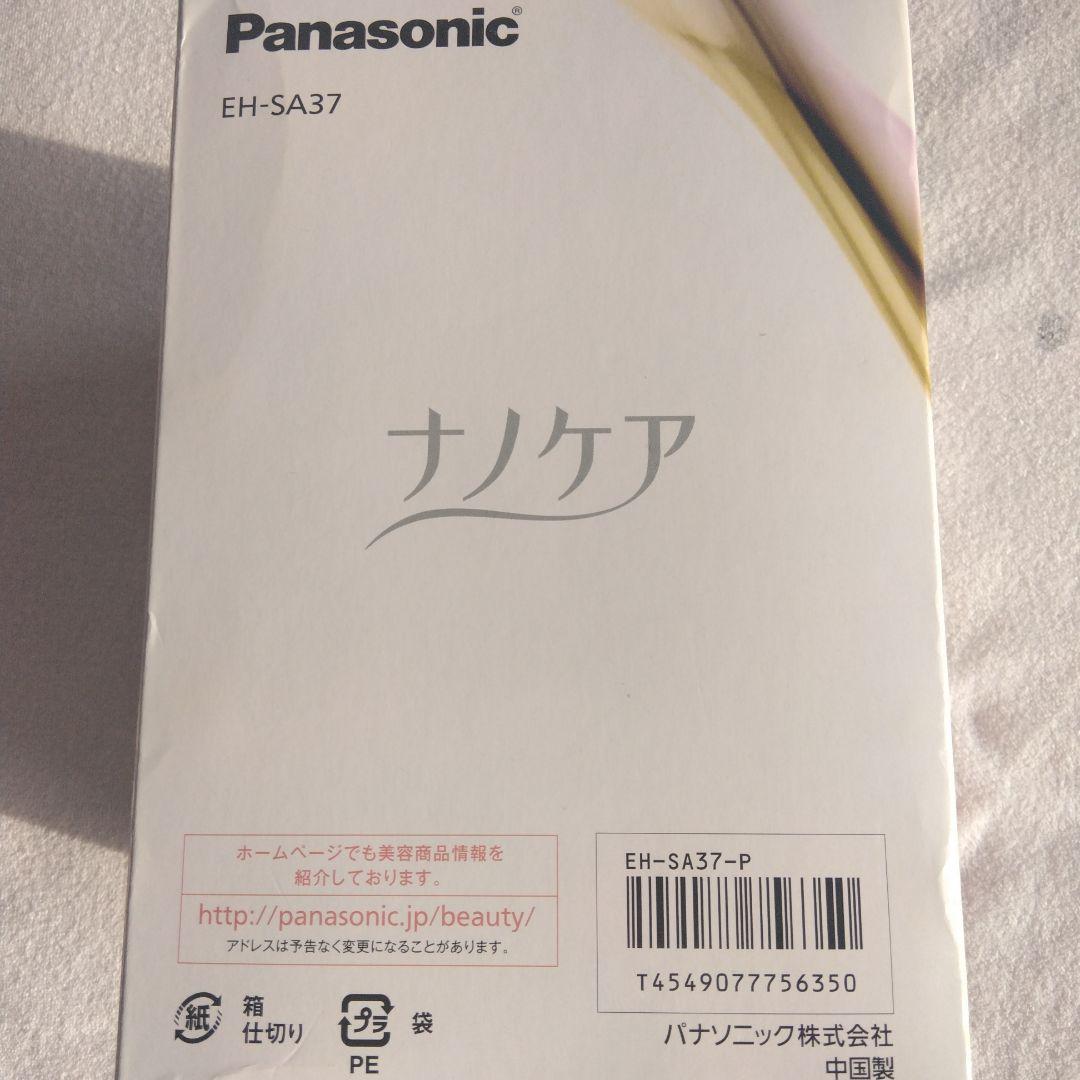 Panasonic®
EH-SA37
ナノケア
ホームページでも美容商品情報を
紹介しております。
http://panasonic.jp/beauty/
アドレスは予告なく変更になることがあります。
EH-SA37-P
T4549077756350
紙
箱
仕切り
プラ
袋
PE
パナソニック株式会社
中国製